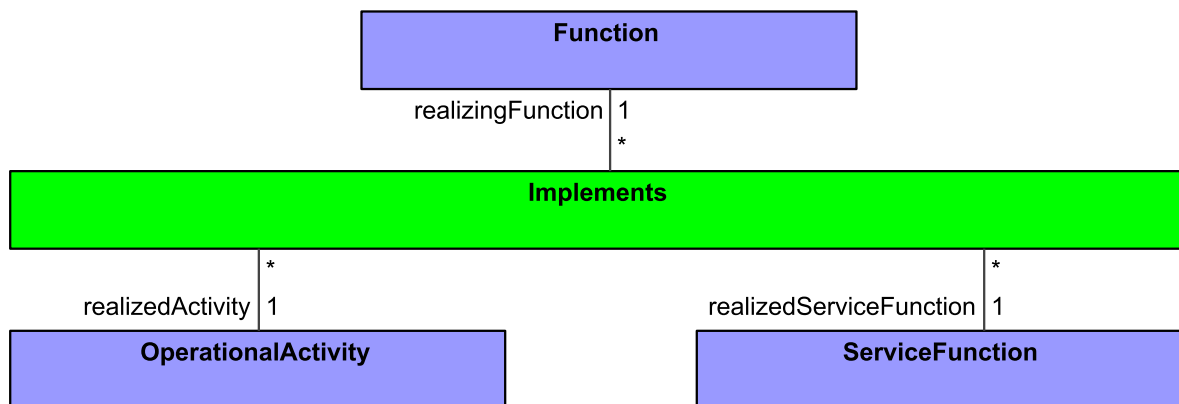 Function
realizingFunction 1
*
Implements
* *
realizedActivity 1 realizedServiceFunction 1
OperationalActivity ServiceFunction